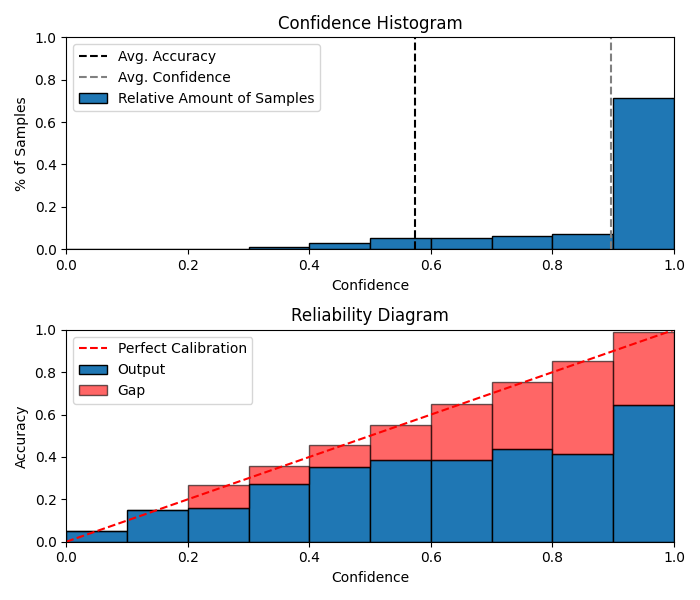 Confidence Histogram
1.0
0.8
0.6
0.4
0.2
0.0
% of Samples
Avg. Accuracy
Avg. Confidence
Relative Amount of Samples
0.0 0.2 0.4 0.6 0.8 1.0
Confidence
Reliability Diagram
1.0
0.8
0.6
0.4
0.2
0.0
Accuracy
Perfect Calibration
Output
Gap
0.0 0.2 0.4 0.6 0.8 1.0
Confidence